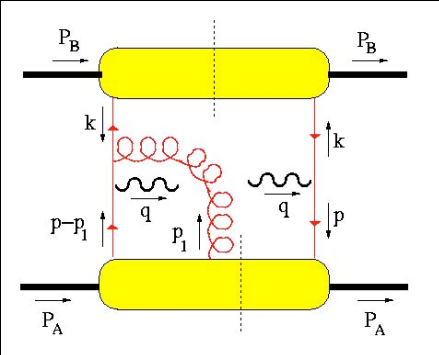 P_B P_B
k k
q q
p-p_1 p_1 p
P_A P_A